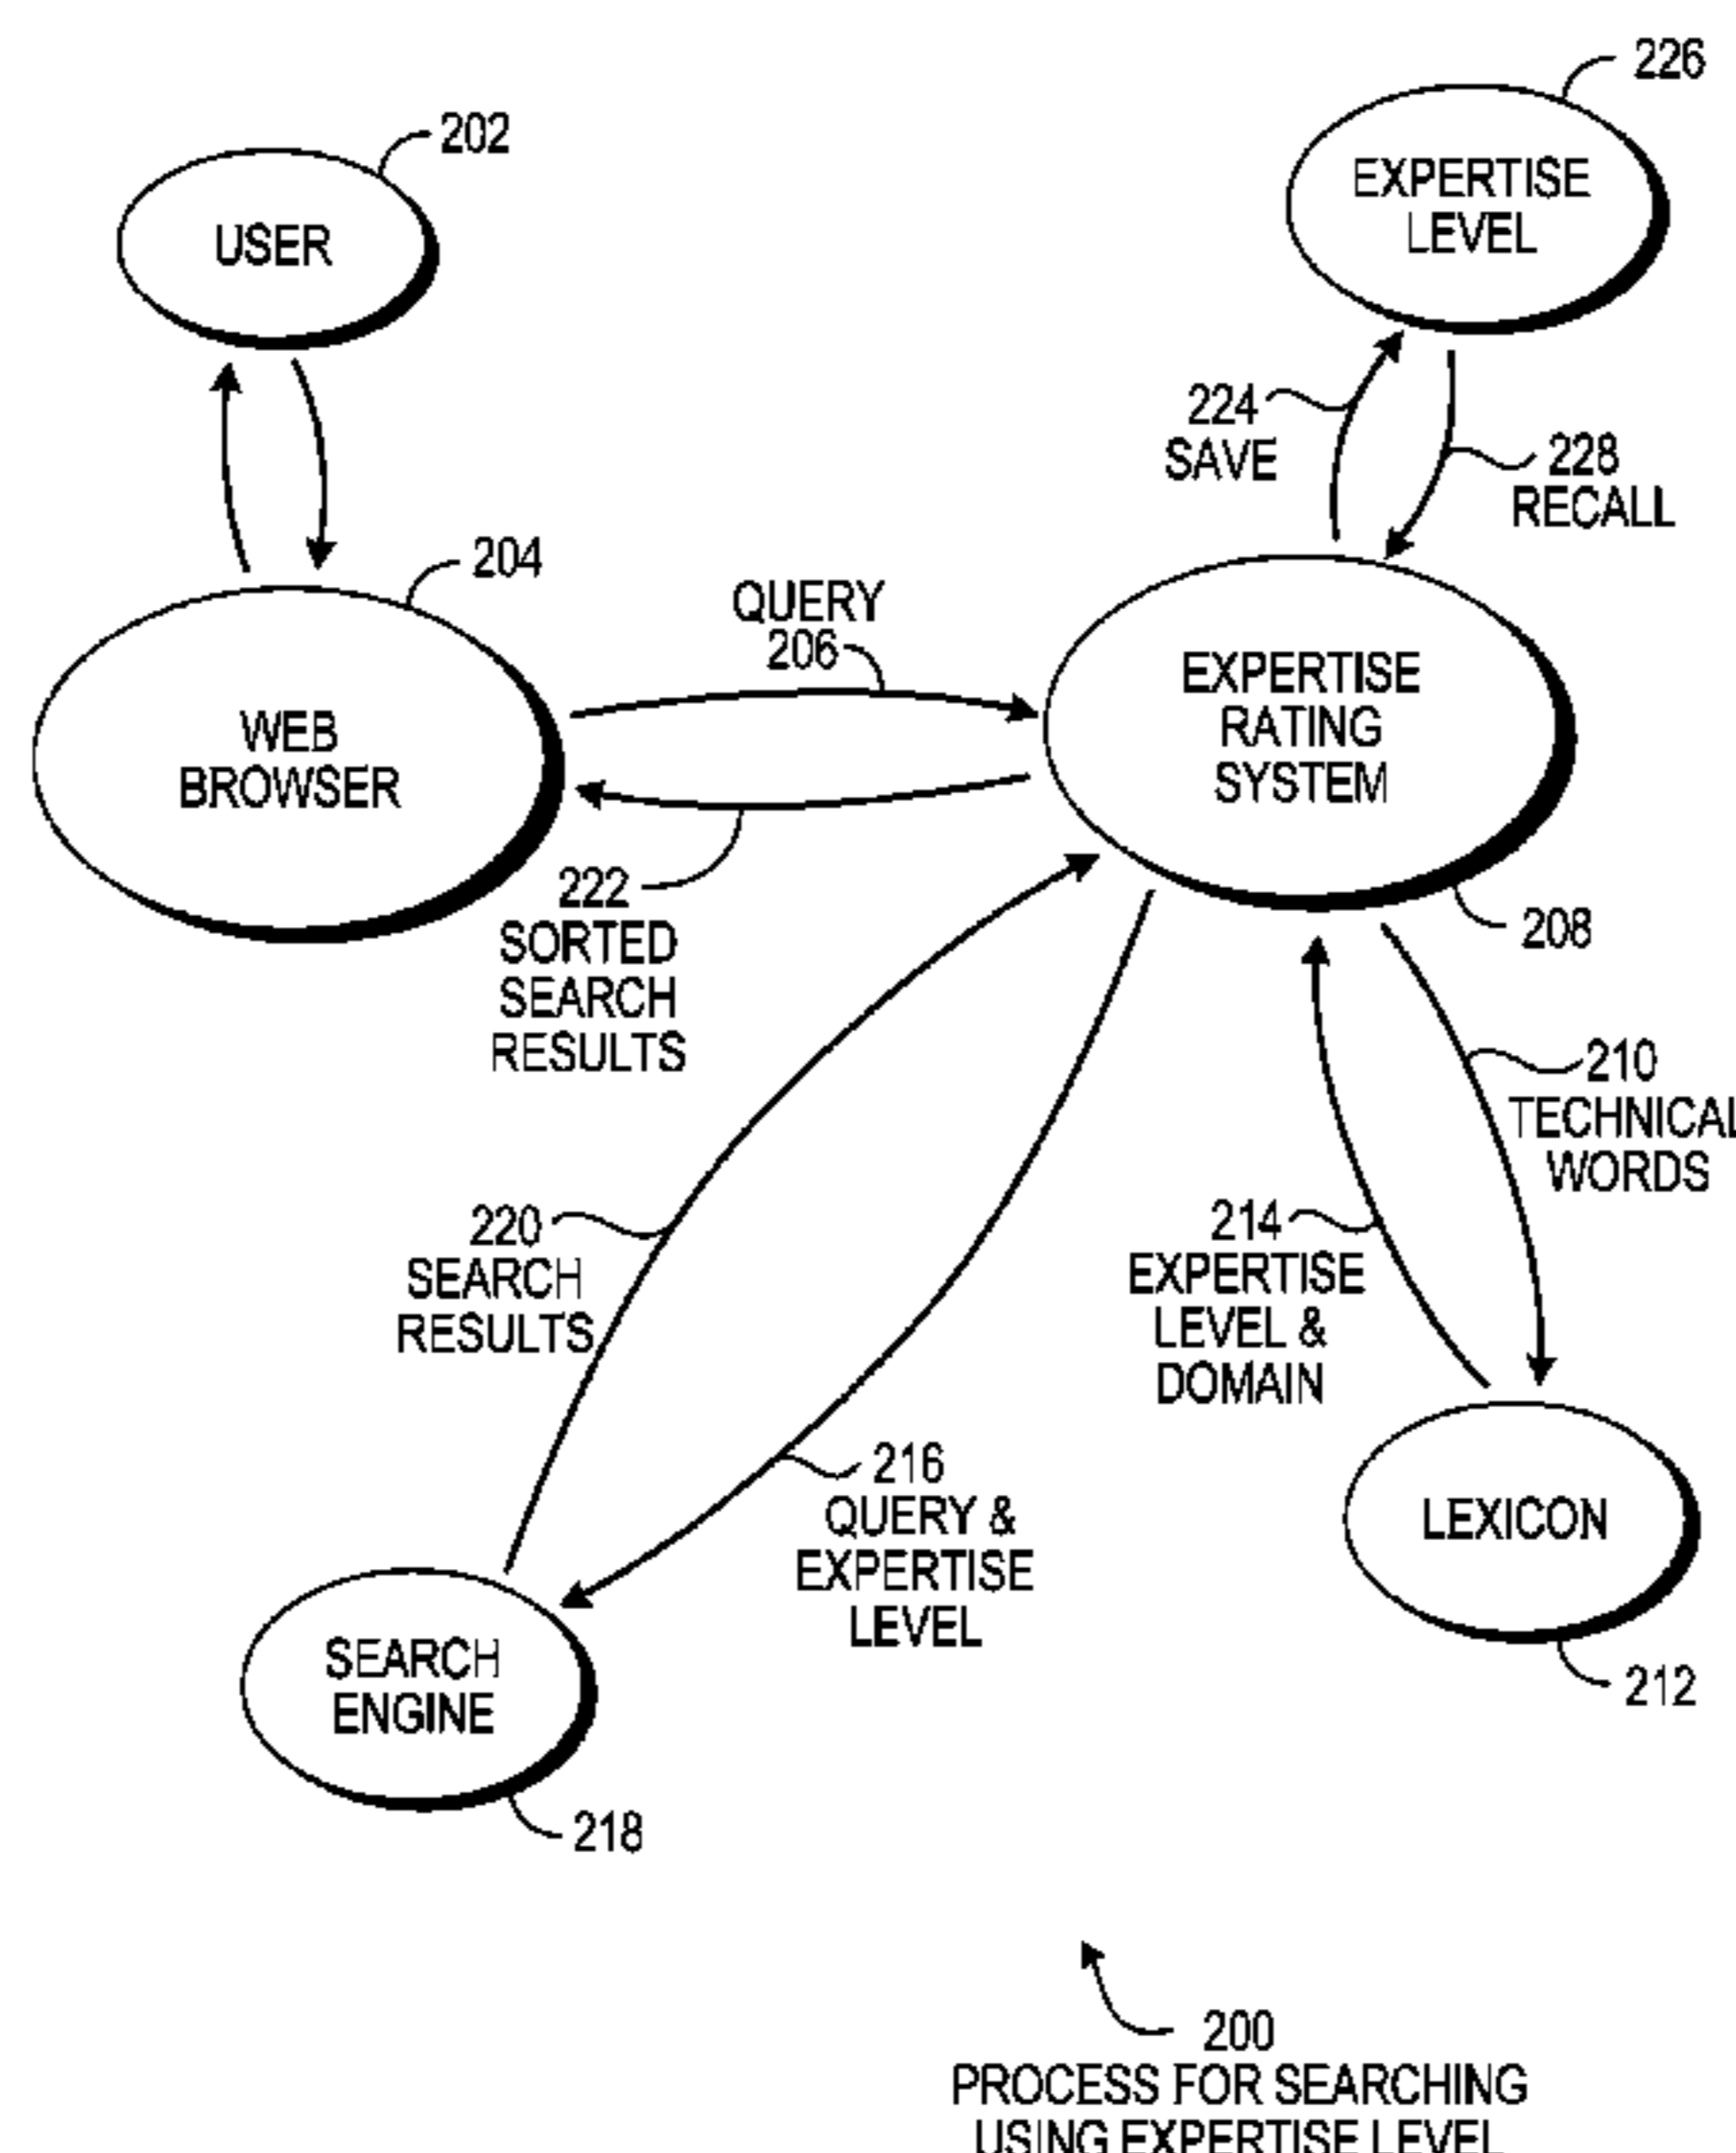 226
202
EXPERTISE
LEVEL
USER
224
SAVE
228
RECALL
204
QUERY
206
EXPERTISE
RATING
SYSTEM
WEB
BROWSER
222
SORTED
SEARCH
RESULTS
208
210
TECHNICAL
WORDS
220
SEARCH
RESULTS
214
EXPERTISE
LEVEL &
DOMAIN
216
QUERY &
EXPERTISE
LEVEL
LEXICON
212
SEARCH
ENGINE
218
200
PROCESS FOR SEARCHING
USING EXPERTISE LEVEL